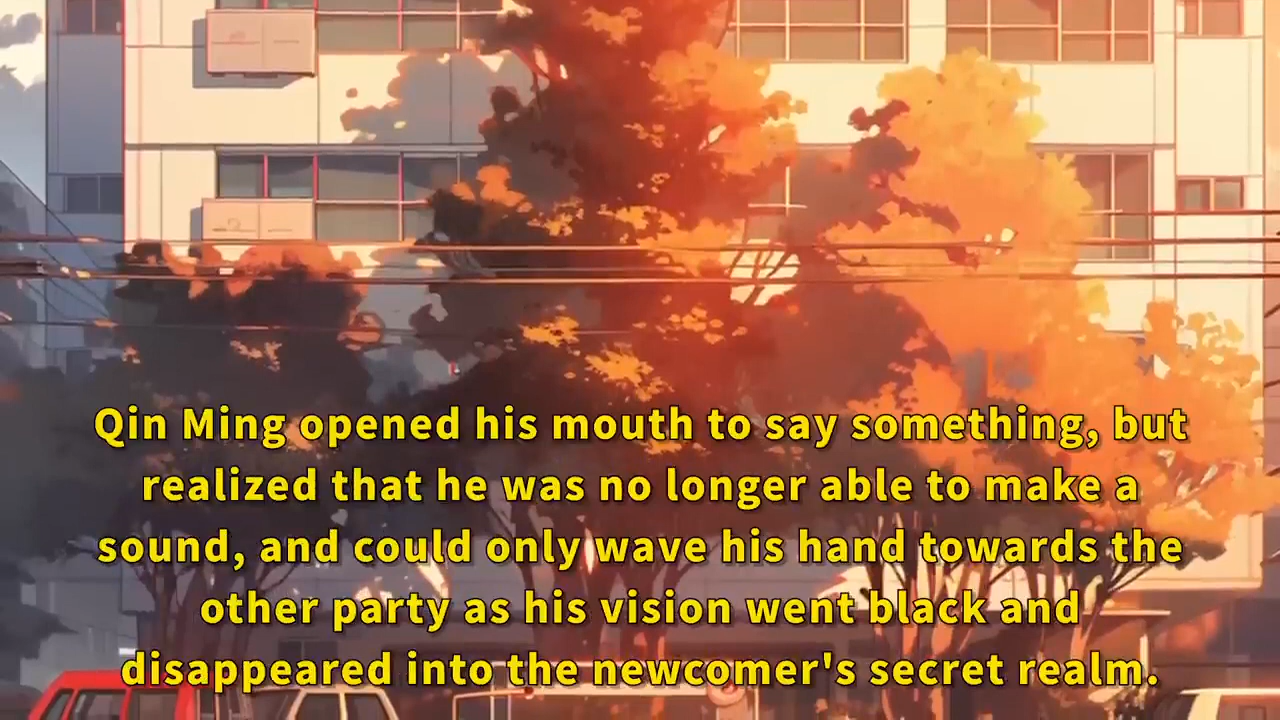 Qin Ming opened his mouth to say something, but
realized that he was no longer able to make a
sound, and could only wave his hand towards the
other party as his vision went black and
disappeared into the newcomer's secret realm.